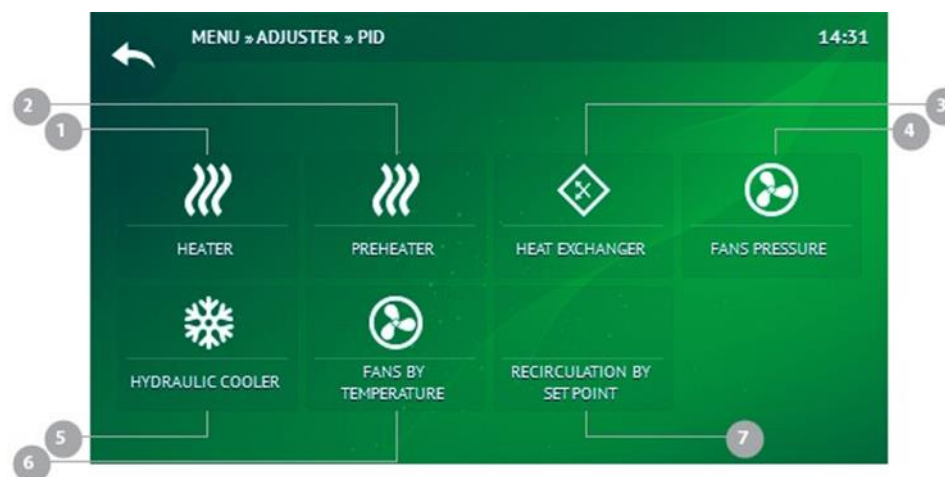 MENU » ADJUSTER » PID
14:31
2
1
3
4
HEATER
PREHEATER
HEAT EXCHANGER
FANS PRESSURE
HYDRAULIC COOLER
FANS BY
TEMPERATURE
RECIRCULATION BY
SET POINT
5
6
7